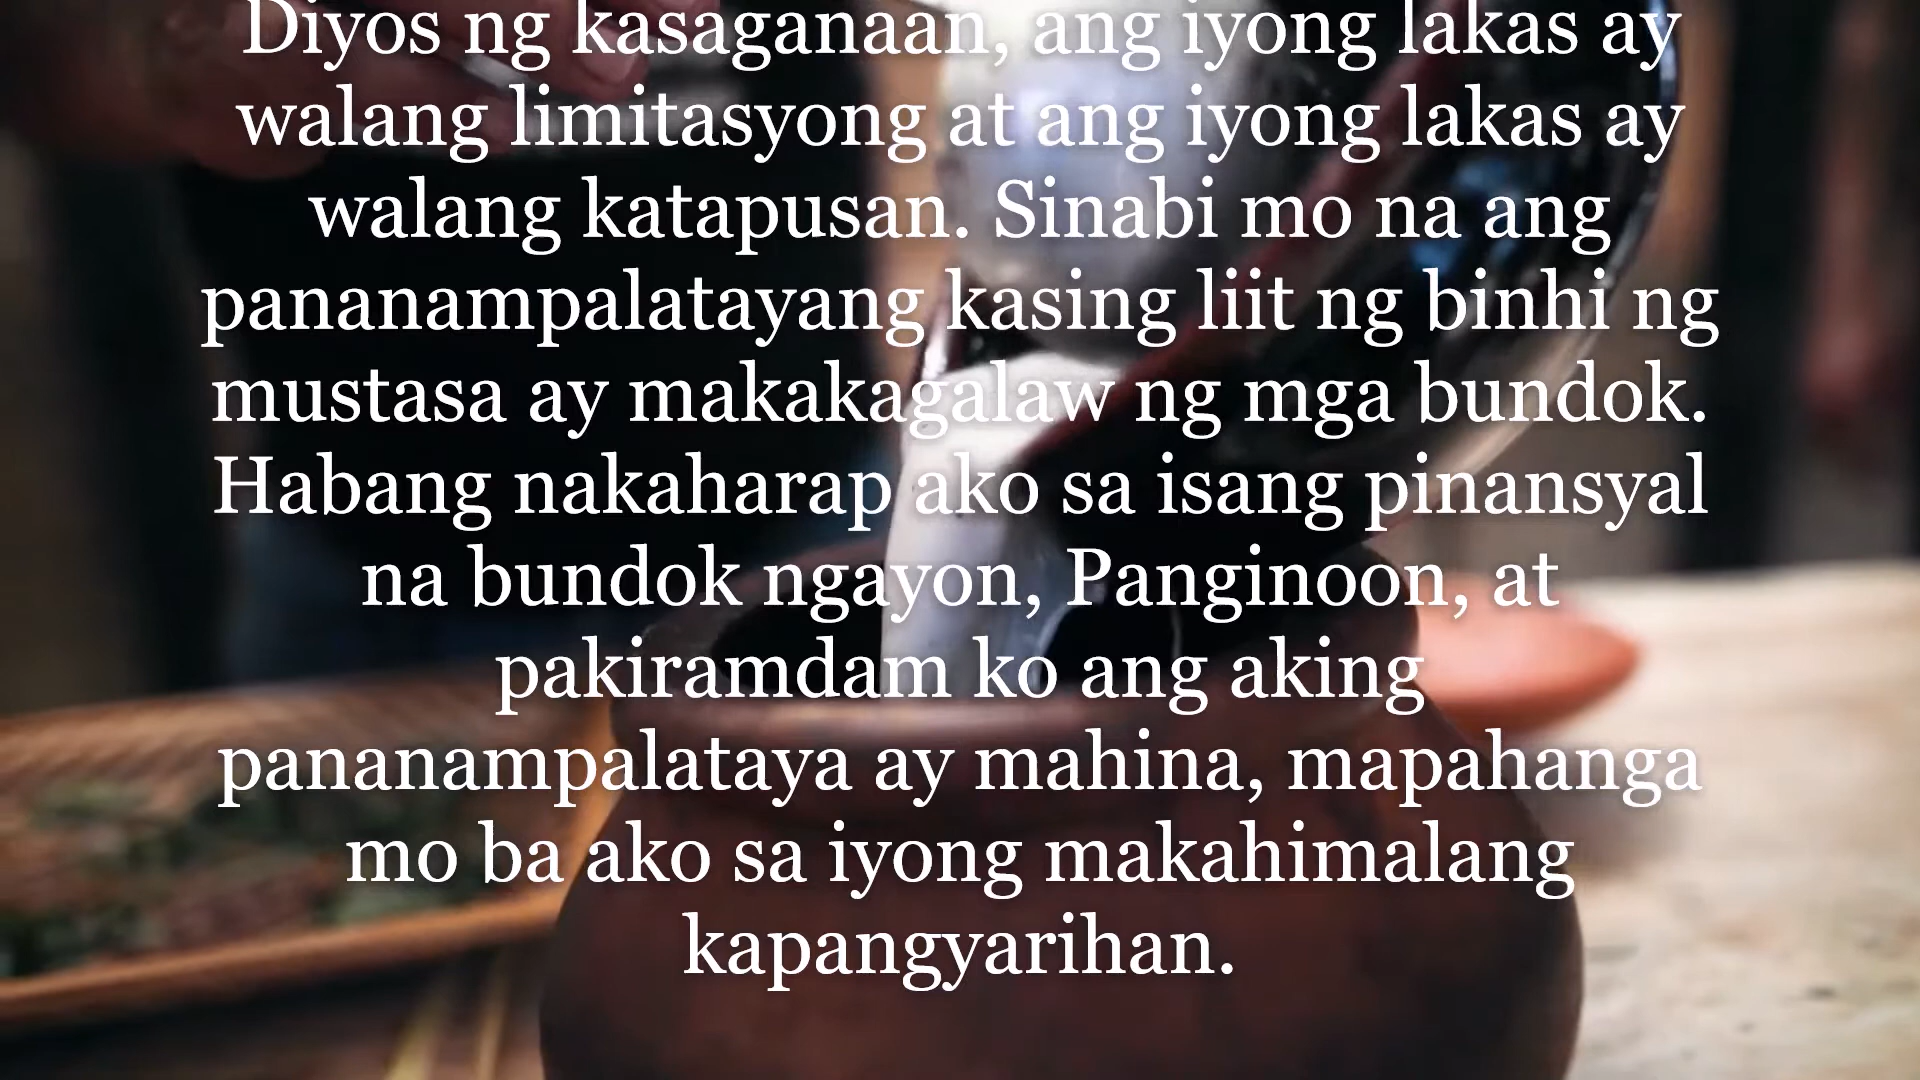 Diyos ng kasaganaan, ang iyong lakas ay
walang limitasyong at ang iyong lakas ay
walang katapusan. Sinabi mo na ang
pananampalatayang kasing liit ng binhi ng
mustasa ay makakagalaw ng mga bundok.
Habang nakaharap ako sa isang pinansyal
na bundok ngayon, Panginoon, at
pakiramdam ko ang aking
pananampalataya ay mahina, mapahanga
mo ba ako sa iyong makahimalang
kapangyarihan.